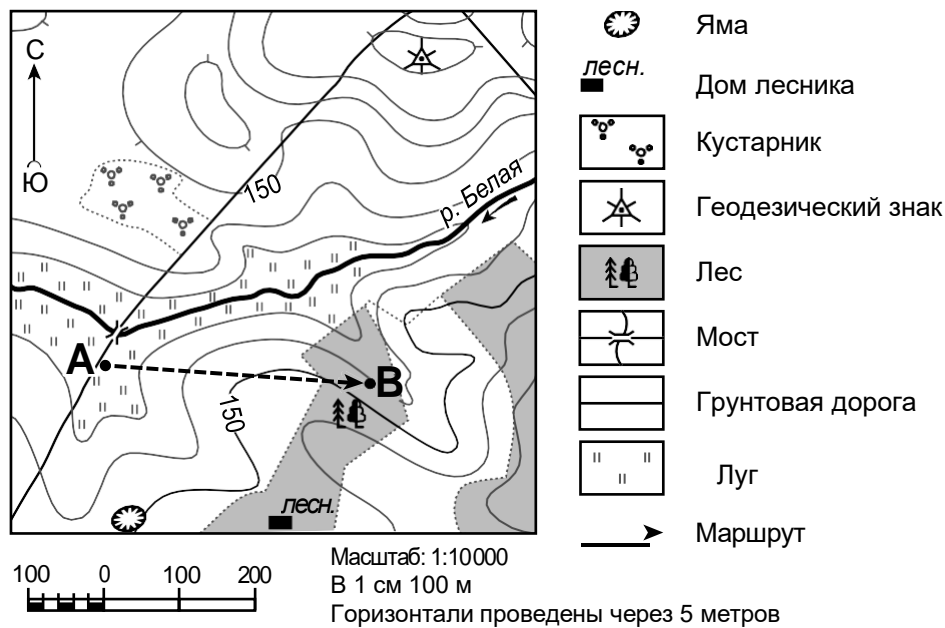 С
Ю
150
р. Белая
А
В
150
лесн.
Яма
лесн.
Дом лесника
Кустарник
Геодезический знак
Лес
Мост
Грунтовая дорога
Луг
Маршрут
100 0 100 200
Масштаб: 1:10000
В 1 см 100 м
Горизонтали проведены через 5 метров